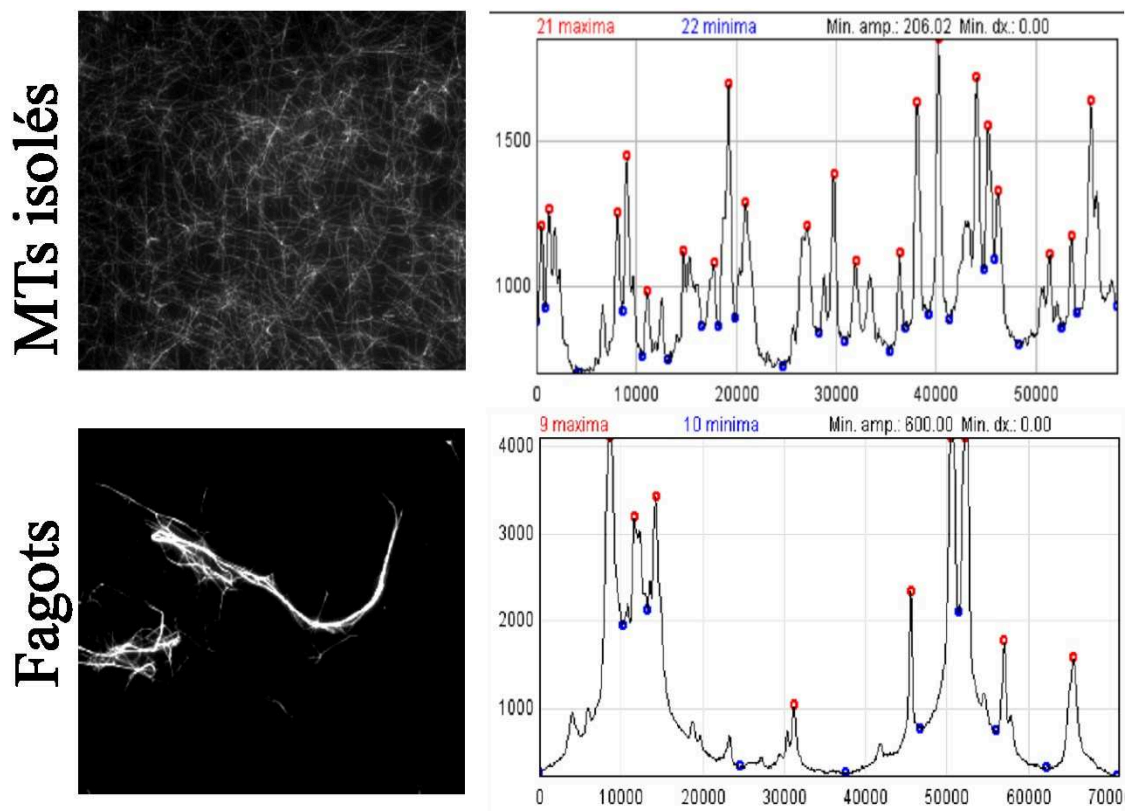 MTs isolés
21 maxima 22 minima Min. amp.: 206.02 Min. dx.: 0.00
1500
1000
0 10000 20000 30000 40000 50000
Fagots
9 maxima 10 minima Min. amp.: 600.00 Min. dx.: 0.00
4000
3000
2000
1000
0 10000 20000 30000 40000 50000 60000 70000